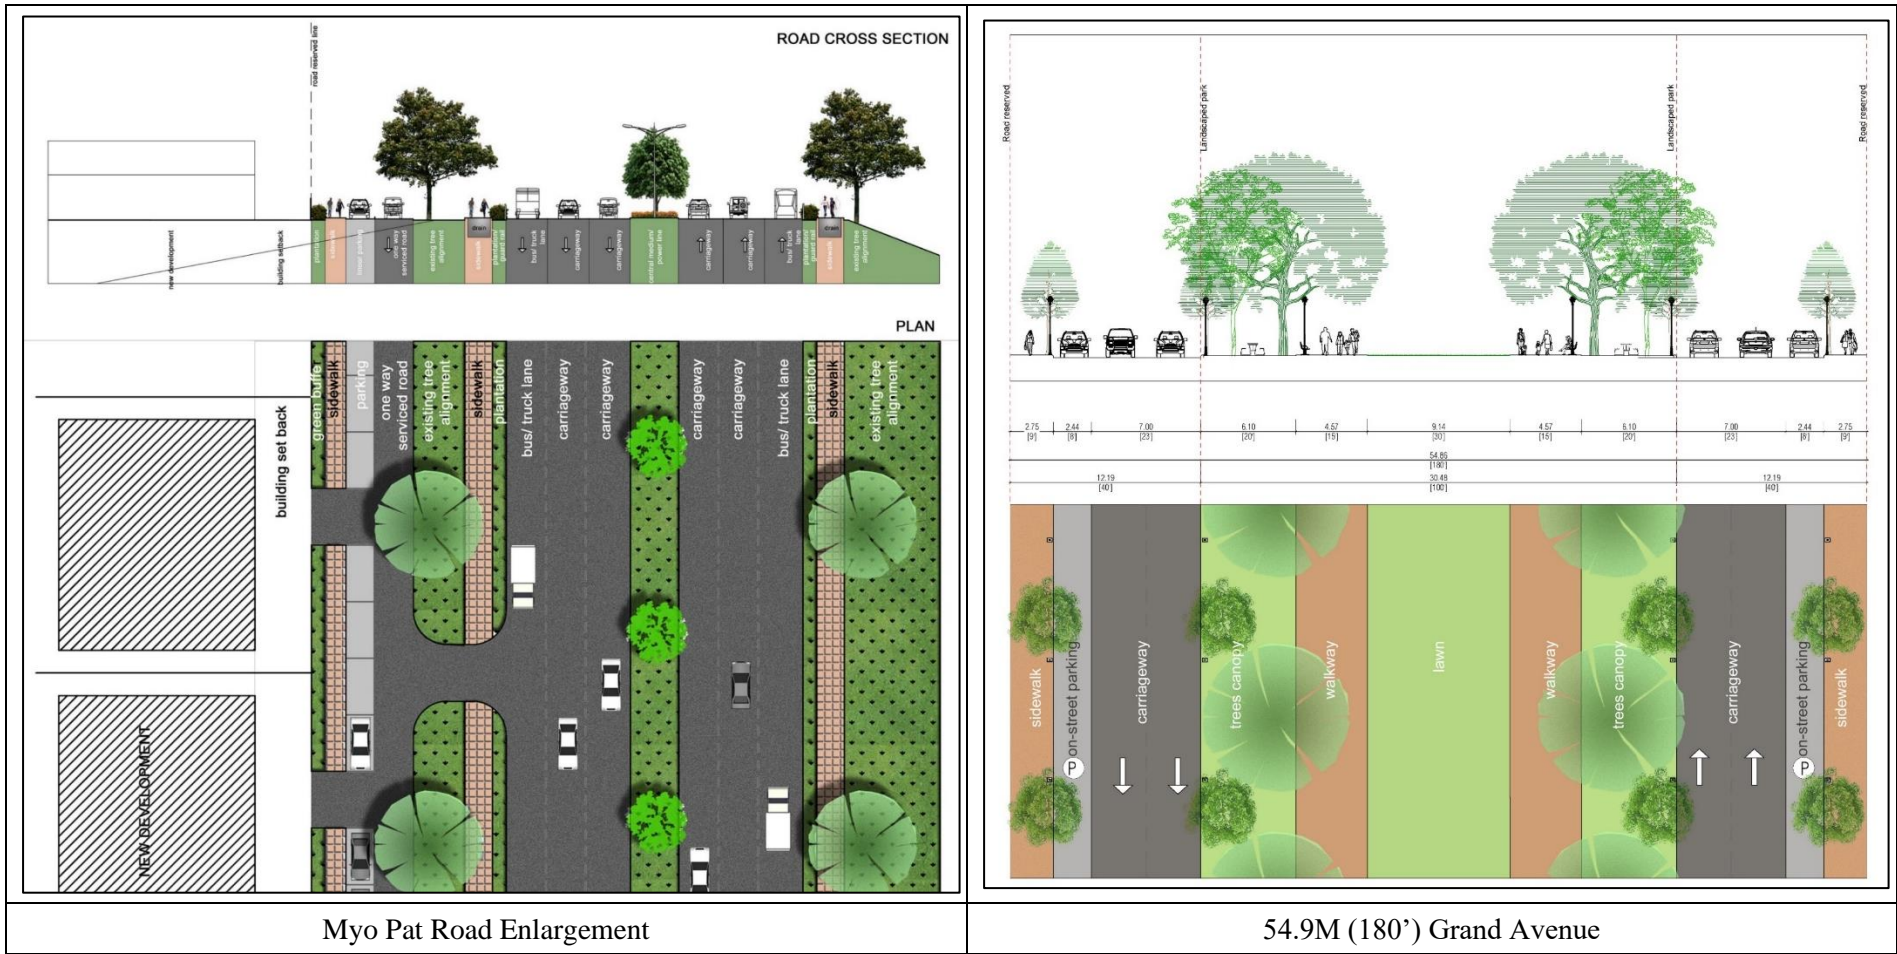 ROAD CROSS SECTION
road reserved line
new development
building setback
plantation
sidewalk
linear parking
one way
serviced road
existing tree
alignment
drain
sidewalk
plantation/
guard rail
bus/ truck
lane
carriageway
carriageway
central medium/
power line
carriageway
carriageway
bus/ truck
lane
plantation/
guard rail
drain
sidewalk
existing tree
alignment
PLAN
building set back
green buffer
sidewalk
parking
one way
serviced road
existing tree
alignment
sidewalk
plantation
bus/ truck lane
carriageway
carriageway
carriageway
carriageway
bus/ truck lane
plantation
sidewalk
existing tree
alignment
NEW DEVELOPMENT
Myo Pat Road Enlargement
Road reserved
Landscaped park
Landscaped park
Road reserved
2.75 2.44 7.00 6.10 4.57 9.14 4.57 6.10 7.00 2.44 2.75
[9'] [8'] [23'] [20'] [15'] [30'] [15'] [20'] [23'] [8'] [9']
54.86
[180']
12.19 30.48 12.19
[40'] [100'] [40']
sidewalk
on-street parking
P
carriageway
trees canopy
walkway
lawn
walkway
trees canopy
carriageway
on-street parking
P
sidewalk
54.9M (180’) Grand Avenue